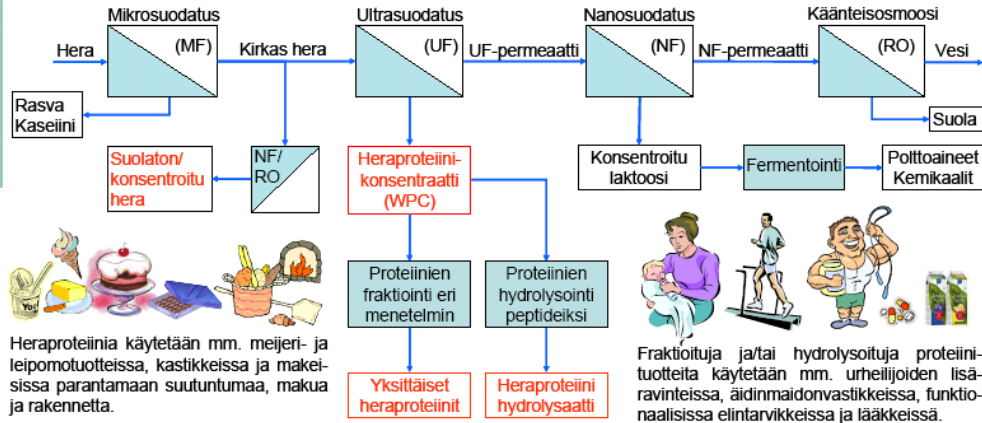 Mikrosuodatus
Ultrasuodatus
Nanosuodatus
Käänteisosmoosi
Hera
(MF)
Kirkas hera
(UF)
UF-permeaatti
(NF)
NF-permeaatti
(RO)
Vesi
Rasva
Kaseiini
Suola
Suolaton/
konsentroitu
hera
NF/
RO
Heraproteiini-
konsentraatti
(WPC)
Konsentroitu
laktoosi
Fermentointi
Polttoaineet
Kemikaalit
Proteiinien
fraktiointi eri
menetelmin
Proteiinien
hydrolysointi
peptideiksi
Yksittäiset
heraproteiinit
Heraproteiini
hydrolysaatti
Heraproteiinia käytetään mm. meijeri- ja
leipomotuotteissa, kastikkeissa ja makei-
sissa parantamaan suutuntumaa, makua
ja rakennetta.
Fraktioituja ja/tai hydrolysoituja proteiini-
tuotteita käytetään mm. urheilijoiden lisä-
ravinteissa, äidinmaidonvastikkeissa, funktio-
naalisissa elintarvikkeissa ja lääkkeissä.